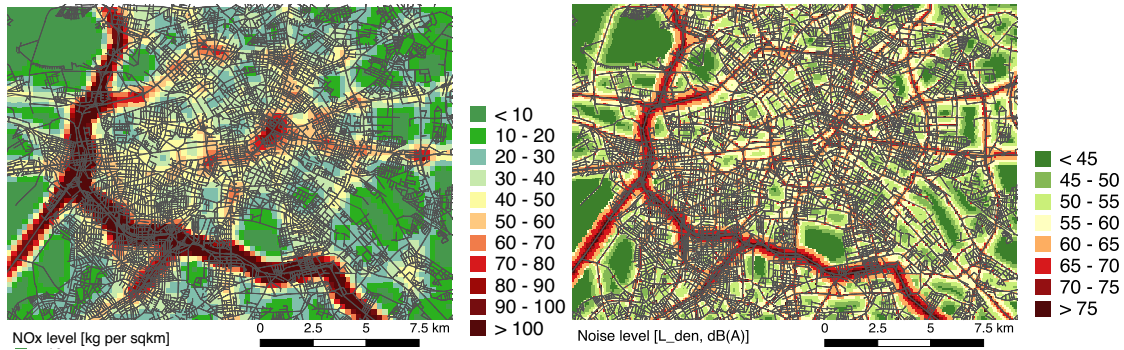 < 10
10 - 20
20 - 30
30 - 40
40 - 50
50 - 60
60 - 70
70 - 80
80 - 90
90 - 100
> 100
NOx level [kg per sqkm]
0 2.5 5 7.5 km
< 45
45 - 50
50 - 55
55 - 60
60 - 65
65 - 70
70 - 75
> 75
Noise level [L_den, dB(A)]
0 2.5 5 7.5 km